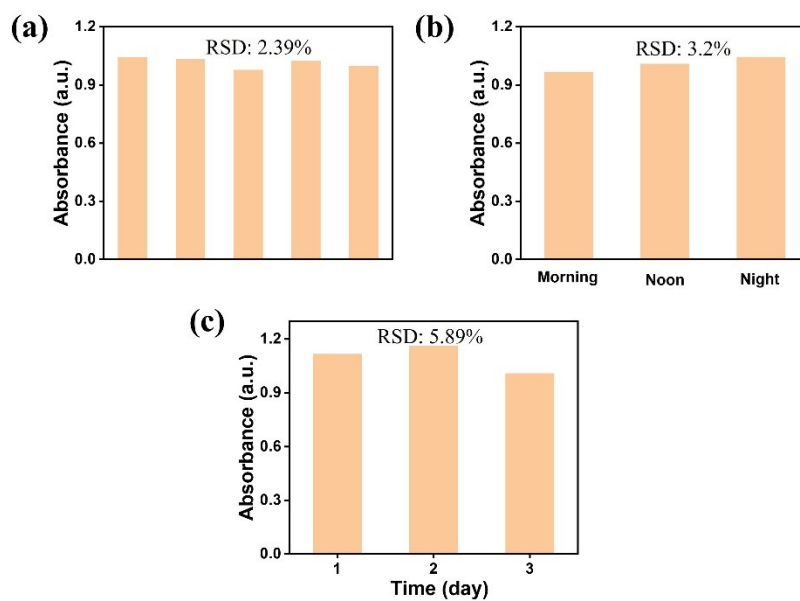 (a)
1.2
RSD: 2.39%
0.9
0.6
0.3
0.0
Absorbance (a.u.)
(b)
1.2
RSD: 3.2%
0.9
0.6
0.3
0.0
Absorbance (a.u.)
Morning Noon Night
(c)
1.2
RSD: 5.89%
0.9
0.6
0.3
0.0
Absorbance (a.u.)
1 2 3
Time (day)